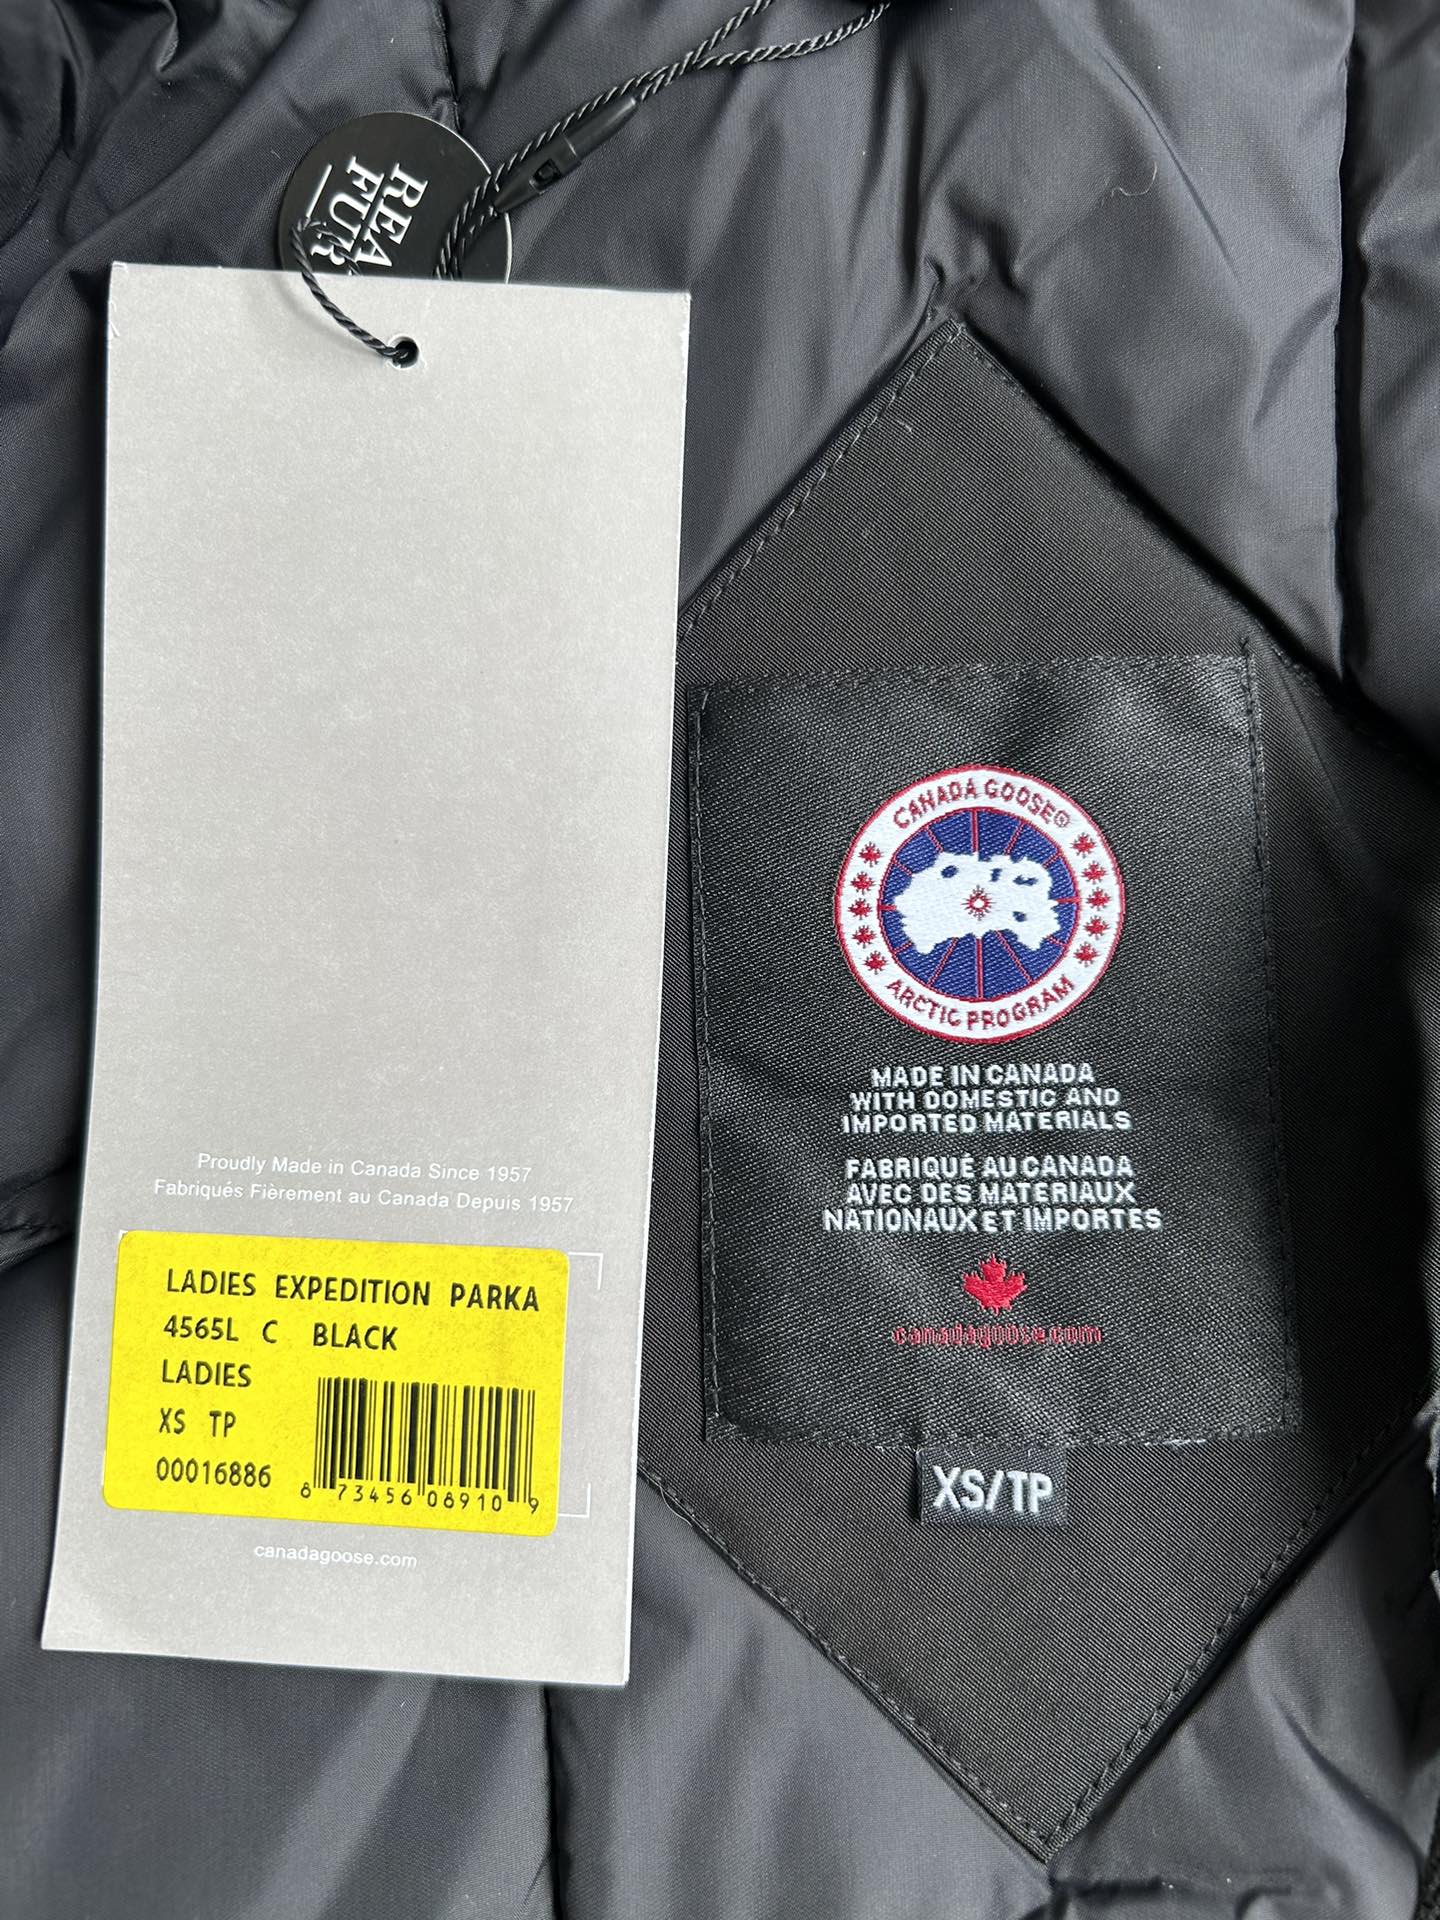 REAL
FUR
Proudly Made in Canada Since 1957
Fabriqués Fièrement au Canada Depuis 1957
LADIES EXPEDITION PARKA
4565L C BLACK
LADIES
XS TP
00016886
8 73456 08910 9
canadagoose.com
CANADA GOOSE®
ARCTIC PROGRAM
MADE IN CANADA
WITH DOMESTIC AND
IMPORTED MATERIALS
FABRIQUÉ AU CANADA
AVEC DES MATERIAUX
NATIONAUX ET IMPORTES
canadagoose.com
XS/TP